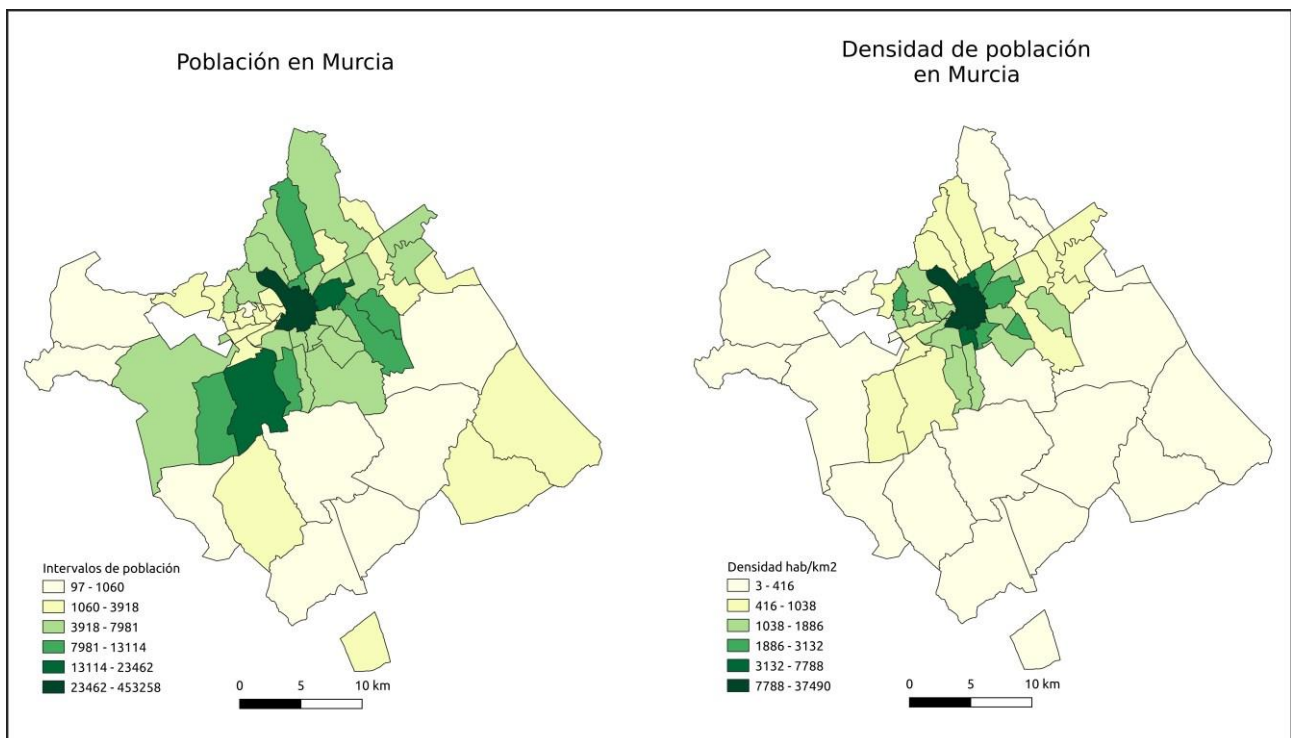 Población en Murcia
Intervalos de población
97 - 1060
1060 - 3918
3918 - 7981
7981 - 13114
13114 - 23462
23462 - 453258
0 5 10 km
Densidad de población
en Murcia
Densidad hab/km2
3 - 416
416 - 1038
1038 - 1886
1886 - 3132
3132 - 7788
7788 - 37490
0 5 10 km